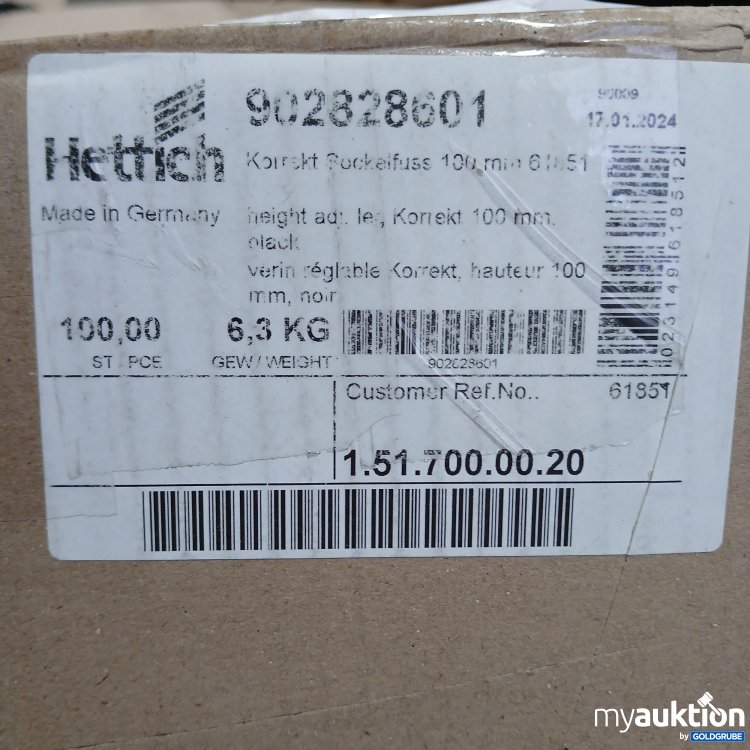 Hettich
Made in Germany
902828601
90009
17.01.2024
Korrekt Sockelfuss 100 mm 61851
height adj. leg Korrekt 100 mm,
black
verin réglable Korrekt, hauteur 100
mm, noir
100,00
ST / PCE
6,3 KG
GEW / WEIGHT
902828601
023149618512
Customer Ref.No..
61851
1.51.700.00.20
myauktion
by GOLDGRUBE